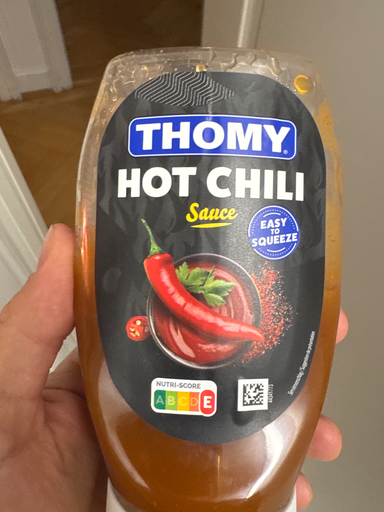 THOMY
HOT CHILI
Sauce
EASY
TO
SQUEEZE
NUTRI-SCORE
A B C D E